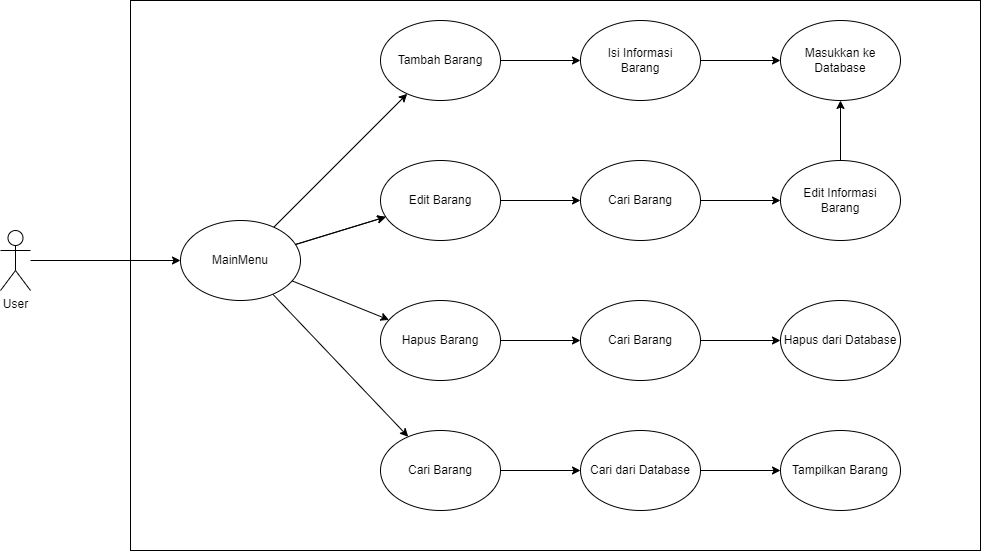 Tambah Barang
Isi Informasi
Barang
Masukkan ke
Database
Edit Barang
Cari Barang
Edit Informasi
Barang
MainMenu
User
Hapus Barang
Cari Barang
Hapus dari Database
Cari Barang
Cari dari Database
Tampilkan Barang